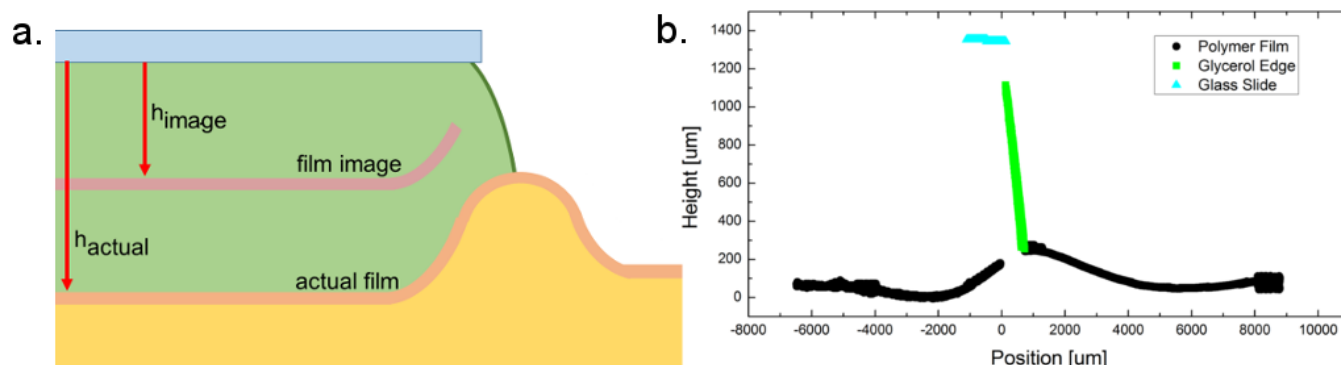 a.
h_image
film image
h_actual
actual film
b.
1400
1200
1000
800
600
400
200
0
Height [um]
Polymer Film
Glycerol Edge
Glass Slide
-8000 -6000 -4000 -2000 0 2000 4000 6000 8000 10000
Position [um]